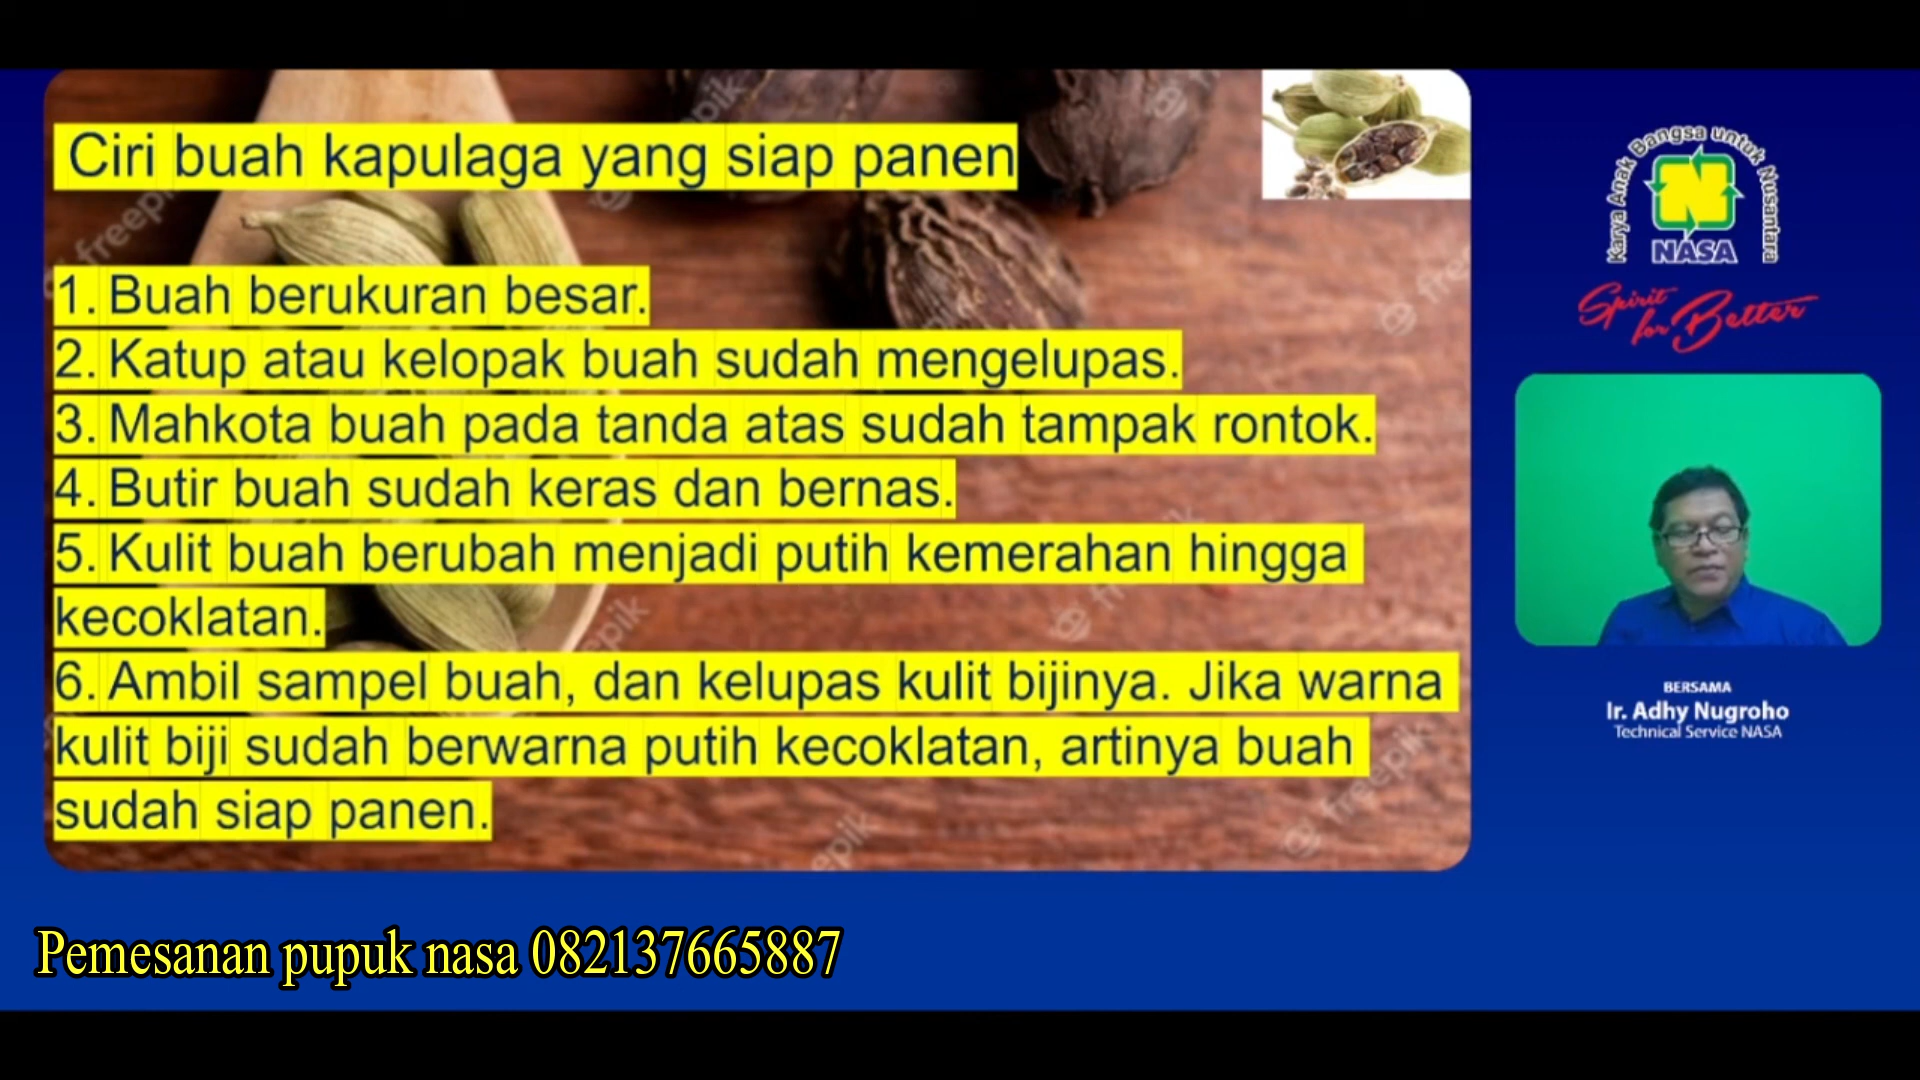 Ciri buah kapulaga yang siap panen
1. Buah berukuran besar.
2. Katup atau kelopak buah sudah mengelupas.
3. Mahkota buah pada tanda atas sudah tampak rontok.
4. Butir buah sudah keras dan bernas.
5. Kulit buah berubah menjadi putih kemerahan hingga
kecoklatan.
6. Ambil sampel buah, dan kelupas kulit bijinya. Jika warna
kulit biji sudah berwarna putih kecoklatan, artinya buah
sudah siap panen.
Karya Anak Bangsa untuk Nusantara
N
NASA
Spirit
for Better
BERSAMA
Ir. Adhy Nugroho
Technical Service NASA
Pemesanan pupuk nasa 082137665887
freepik